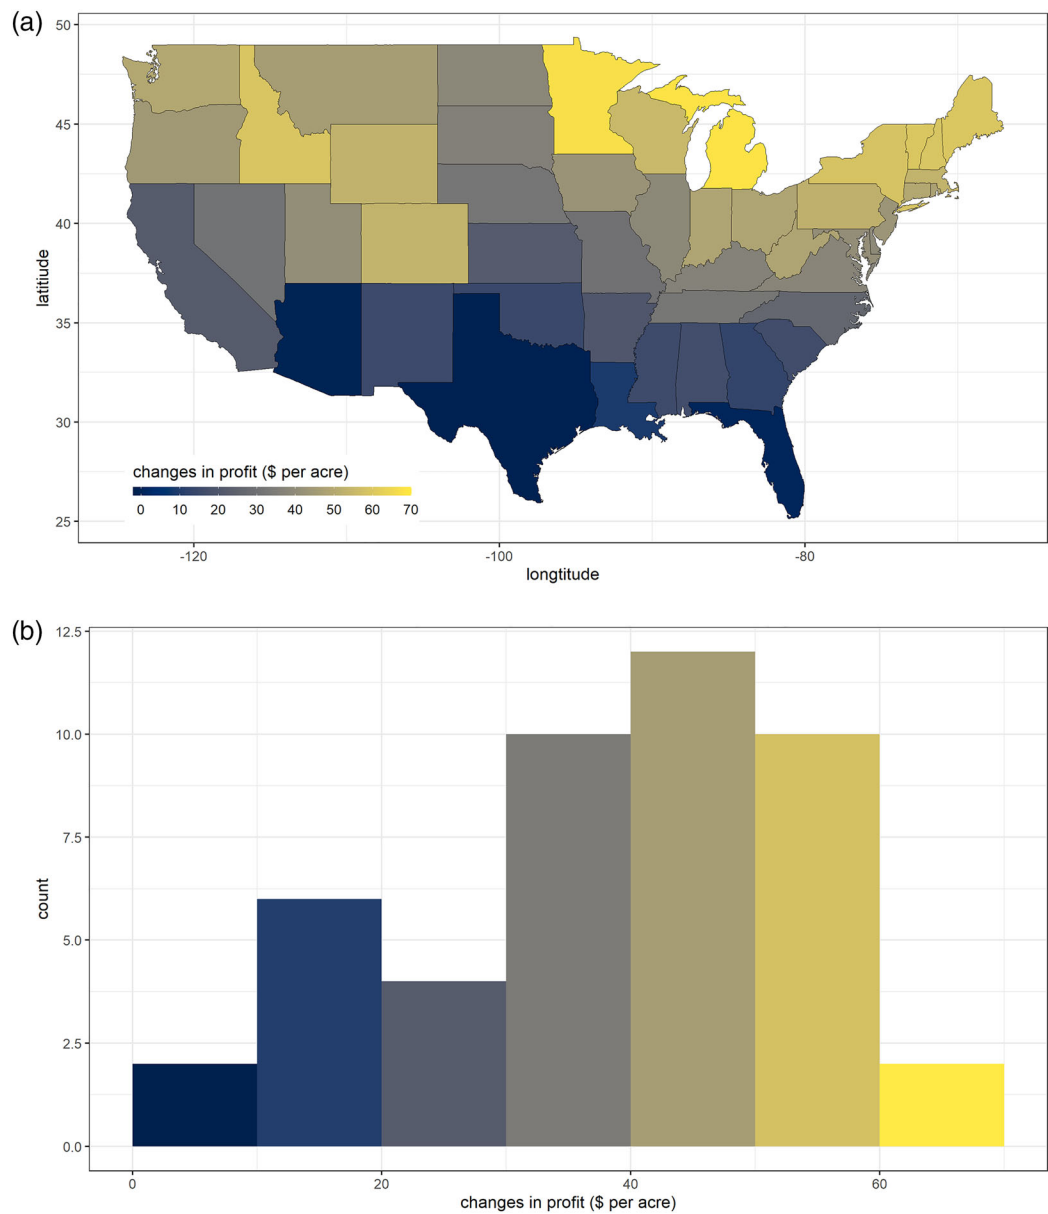 (a)
50
45
40
35
30
25
latitiude
changes in profit ($ per acre)
0 10 20 30 40 50 60 70
-120 -100 -80
longtitude
(b)
12.5
10.0
7.5
5.0
2.5
0.0
count
0 20 40 60
changes in profit ($ per acre)